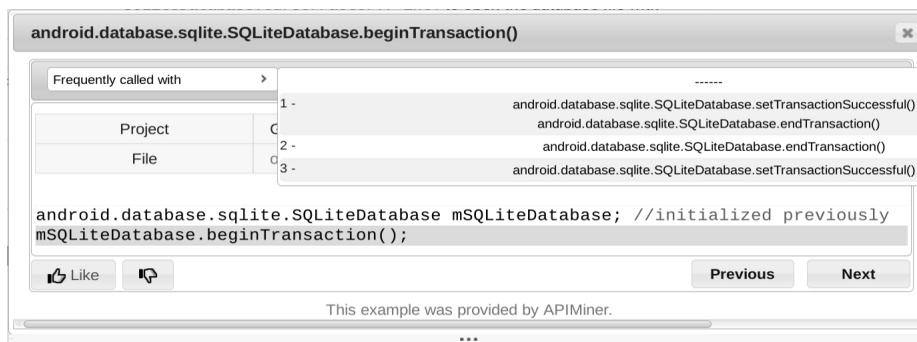 android.database.sqlite.SQLiteDatabase.beginTransaction()
Frequently called with >
------
1 - android.database.sqlite.SQLiteDatabase.setTransactionSuccessful()
android.database.sqlite.SQLiteDatabase.endTransaction()
2 - android.database.sqlite.SQLiteDatabase.endTransaction()
3 - android.database.sqlite.SQLiteDatabase.setTransactionSuccessful()
Project
File
android.database.sqlite.SQLiteDatabase mSQLiteDatabase; //initialized previously
mSQLiteDatabase.beginTransaction();
Like
Previous Next
This example was provided by APIMiner.